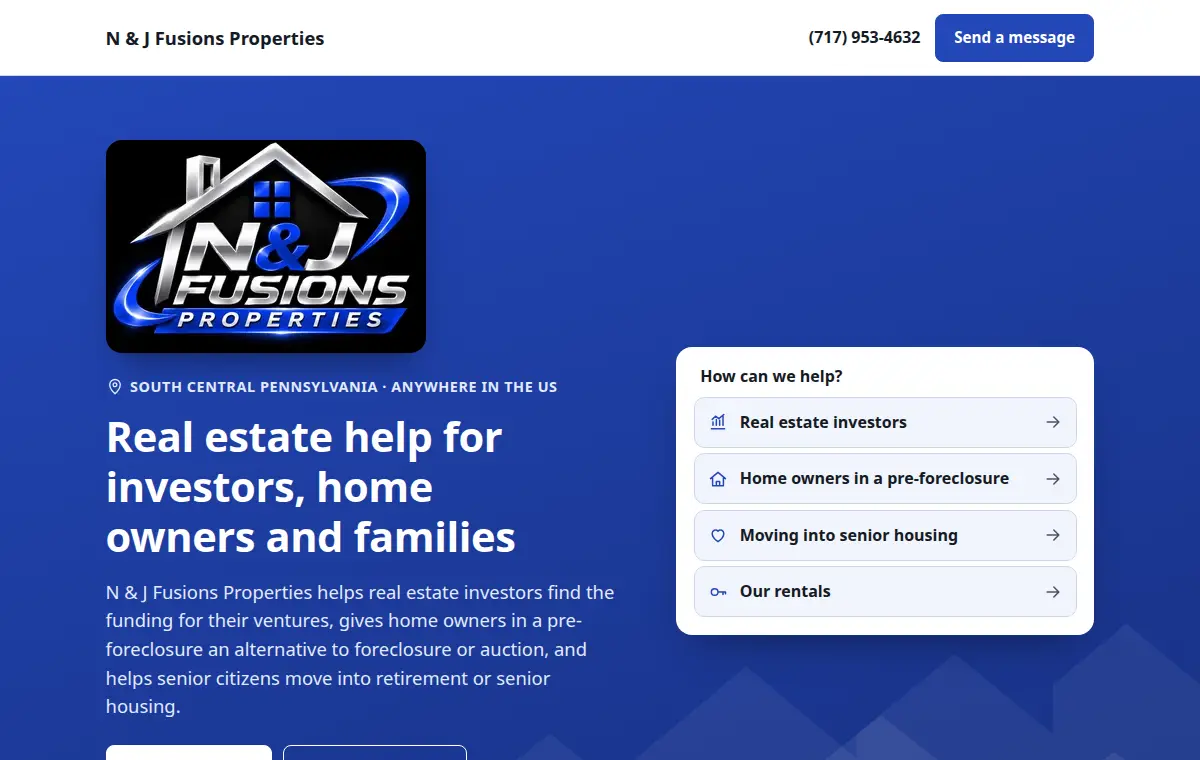 N & J Fusions Properties
(717) 953-4632
Send a message
N&J
FUSIONS
PROPERTIES
SOUTH CENTRAL PENNSYLVANIA · ANYWHERE IN THE US
Real estate help for
investors, home
owners and families
N & J Fusions Properties helps real estate investors find the
funding for their ventures, gives home owners in a pre-
foreclosure an alternative to foreclosure or auction, and
helps senior citizens move into retirement or senior
housing.
How can we help?
Real estate investors
Home owners in a pre-foreclosure
Moving into senior housing
Our rentals